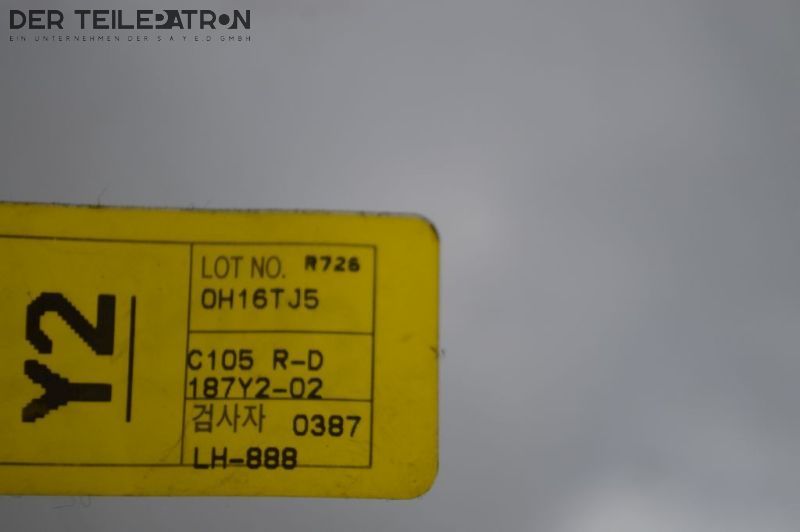 DER TEILEPATRON
EIN UNTERNEHMEN DER S A Y E.D GMBH
Y2
LOT NO. R726
0H16TJ5
C105 R-D
187Y2-02
검사자 0387
LH-888